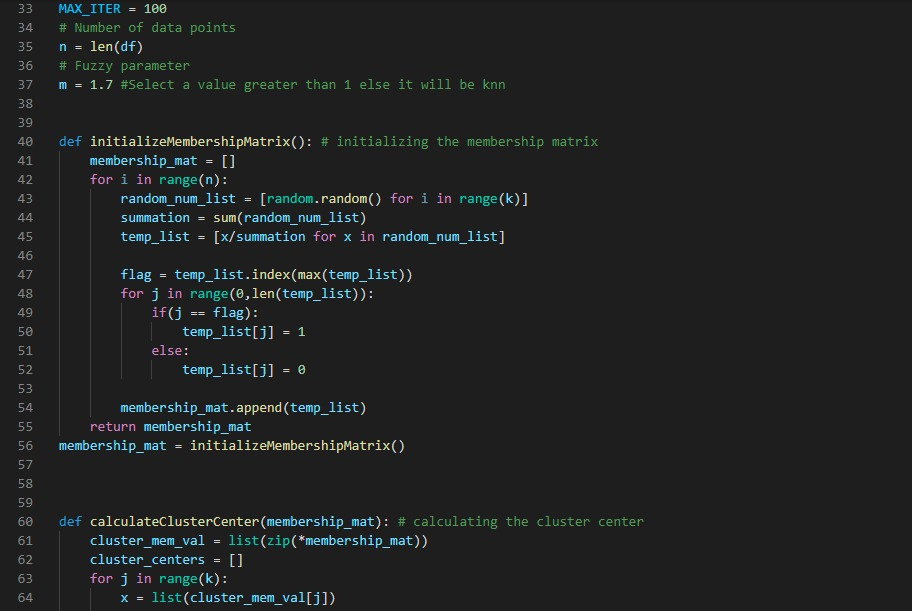 33 MAX_ITER = 100
34 # Number of data points
35 n = len(df)
36 # Fuzzy parameter
37 m = 1.7 #Select a value greater than 1 else it will be knn
38
39
40 def initializeMembershipMatrix(): # initializing the membership matrix
41     membership_mat = []
42     for i in range(n):
43         random_num_list = [random.random() for i in range(k)]
44         summation = sum(random_num_list)
45         temp_list = [x/summation for x in random_num_list]
46
47         flag = temp_list.index(max(temp_list))
48         for j in range(0,len(temp_list)):
49             if(j == flag):
50                 temp_list[j] = 1
51             else:
52                 temp_list[j] = 0
53
54         membership_mat.append(temp_list)
55     return membership_mat
56 membership_mat = initializeMembershipMatrix()
57
58
59
60 def calculateClusterCenter(membership_mat): # calculating the cluster center
61     cluster_mem_val = list(zip(*membership_mat))
62     cluster_centers = []
63     for j in range(k):
64         x = list(cluster_mem_val[j])